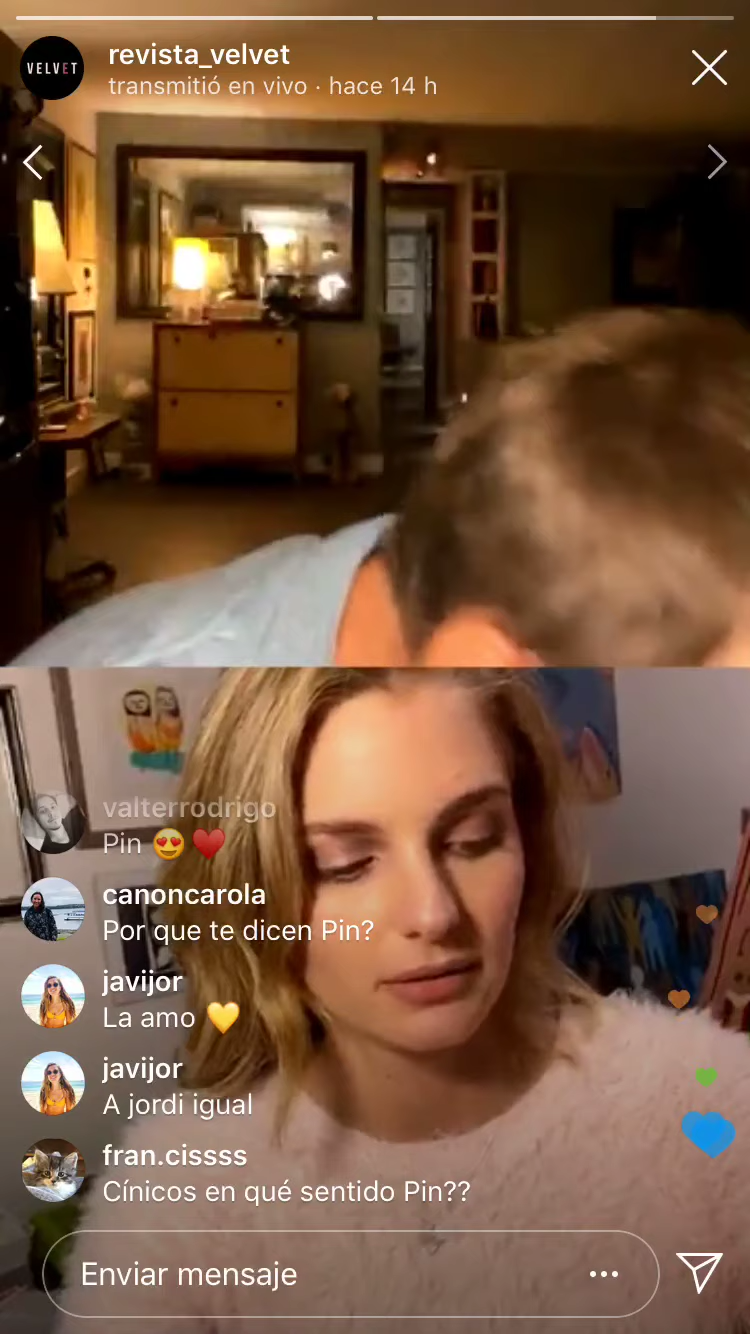 VELVET
revista_velvet
transmitió en vivo · hace 14 h
valterrodrigo
Pin 😍♥️
canoncarola
Por que te dicen Pin?
javijor
La amo 💛
javijor
A jordi igual
fran.cissss
Cínicos en qué sentido Pin??
Enviar mensaje